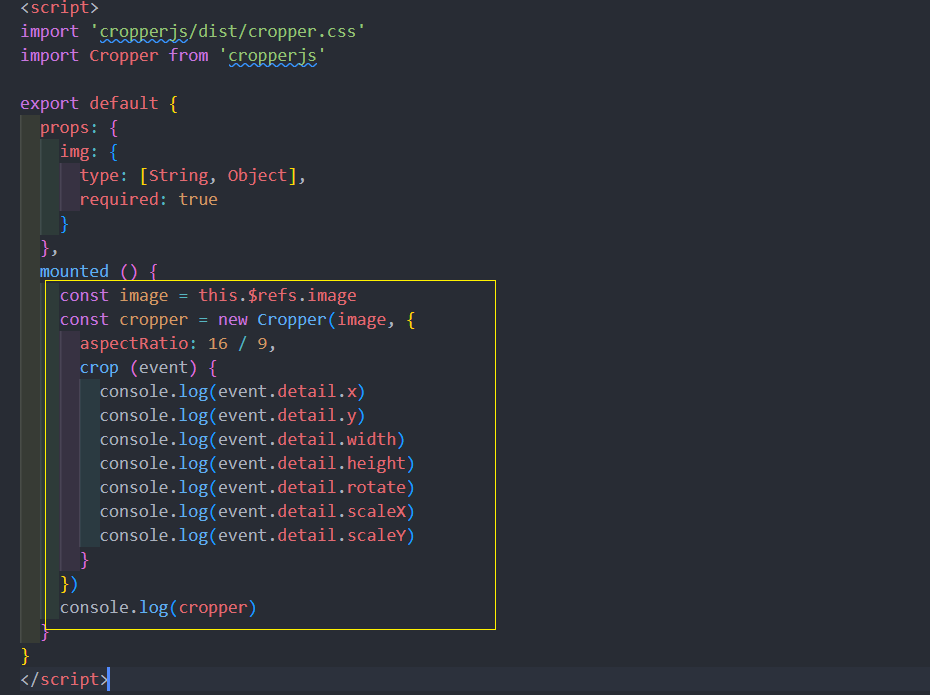 <script>
import 'cropperjs/dist/cropper.css'
import Cropper from 'cropperjs'
export default {
props: {
img: {
type: [String, Object],
required: true
}
},
mounted () {
const image = this.$refs.image
const cropper = new Cropper(image, {
aspectRatio: 16 / 9,
crop (event) {
console.log(event.detail.x)
console.log(event.detail.y)
console.log(event.detail.width)
console.log(event.detail.height)
console.log(event.detail.rotate)
console.log(event.detail.scaleX)
console.log(event.detail.scaleY)
}
})
console.log(cropper)
}
}
</script>